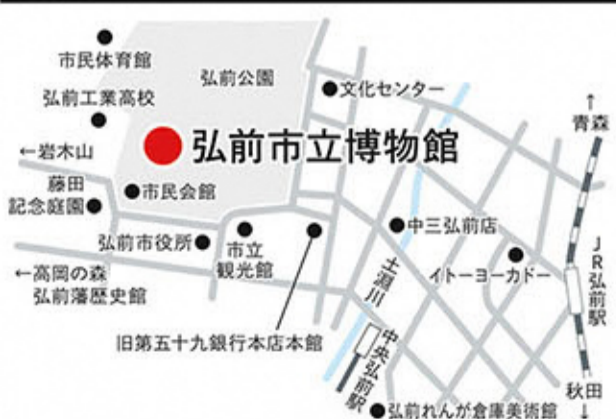 市民体育館
弘前公園
文化センター
弘前工業高校
↑
青森
←岩木山
弘前市立博物館
藤田
記念庭園
市民会館
中三弘前店
弘前市役所
市立
観光館
イトーヨーカドー
JR弘前駅
←高岡の森
弘前藩歴史館
土淵川
旧第五十九銀行本店本館
中央弘前駅
秋田
↓
弘前れんが倉庫美術館